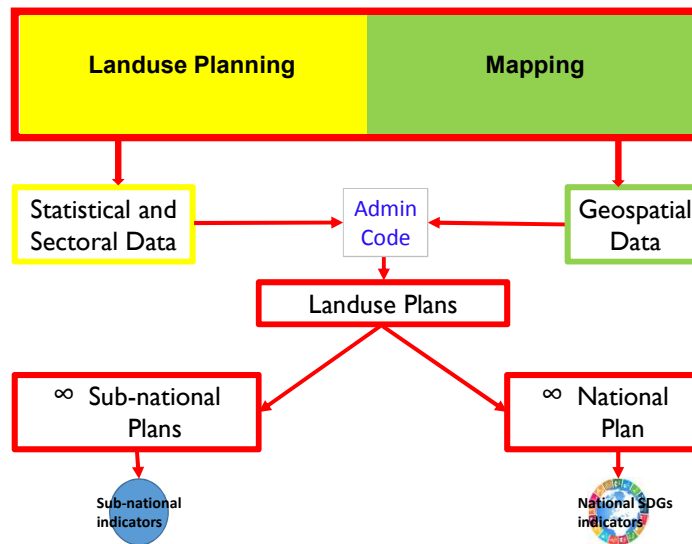 Landuse Planning
Mapping
Statistical and
Sectoral Data
Admin
Code
Geospatial
Data
Landuse Plans
∞ Sub-national
Plans
∞ National
Plan
Sub-national
indicators
National SDGs
indicators